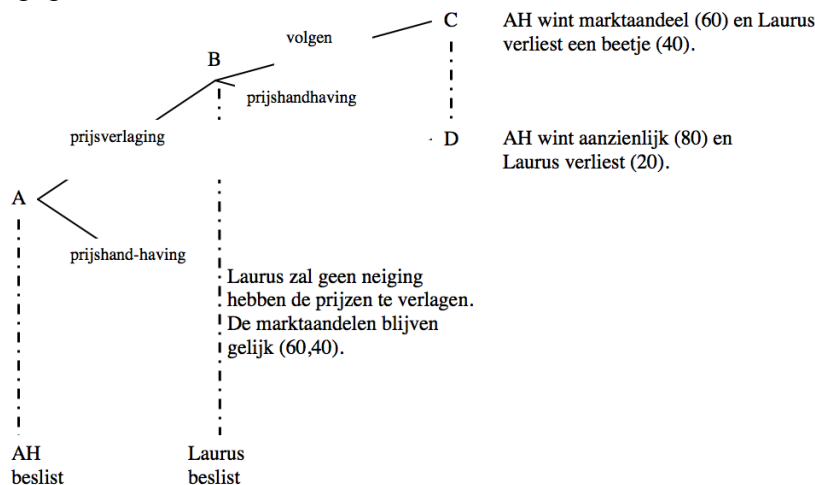 C AH wint marktaandeel (60) en Laurus
verliest een beetje (40).
volgen
B
prijshandhaving
prijsverlaging
D AH wint aanzienlijk (80) en
Laurus verliest (20).
A
prijshand-having
Laurus zal geen neiging
hebben de prijzen te verlagen.
De marktaandelen blijven
gelijk (60,40).
AH
beslist
Laurus
beslist